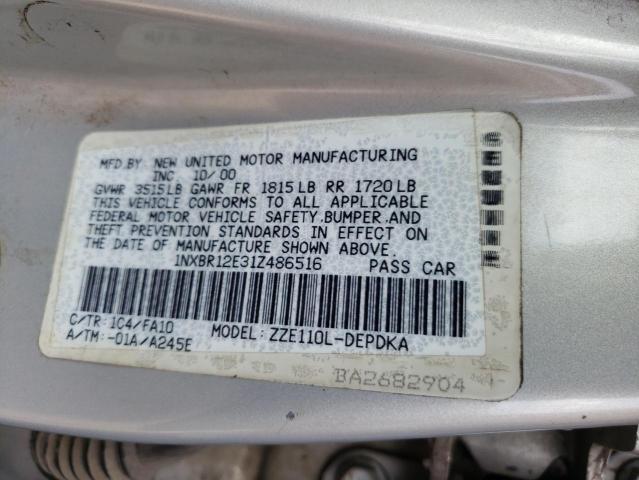 MFD.BY NEW UNITED MOTOR MANUFACTURING
INC 10/00
GVWR 3515LB GAWR FR 1815LB RR 1720LB
THIS VEHICLE CONFORMS TO ALL APPLICABLE
FEDERAL MOTOR VEHICLE SAFETY,BUMPER,AND
THEFT PREVENTION STANDARDS IN EFFECT ON
THE DATE OF MANUFACTURE SHOWN ABOVE.
1NXBR12E31Z486516 PASS CAR
C/TR:1C4/FA10
A/TM:-01A/A245E MODEL:ZZE110L-DEPDKA
BA2682904